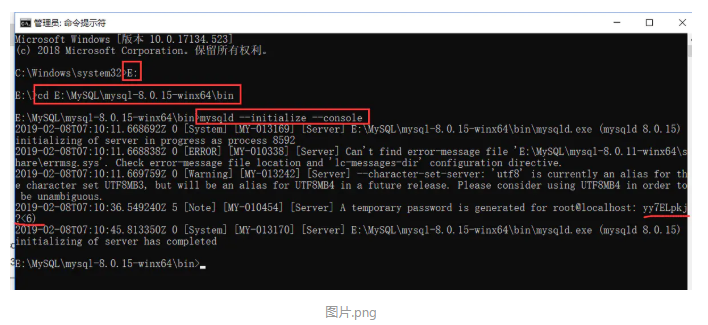 管理员: 命令提示符
Microsoft Windows [版本 10.0.17134.523]
(c) 2018 Microsoft Corporation。保留所有权利。
C:\Windows\system32>E:
E:\>cd E:\MySQL\mysql-8.0.15-winx64\bin
E:\MySQL\mysql-8.0.15-winx64\bin>mysqld --initialize --console
2019-02-08T07:10:11.668692Z 0 [System] [MY-013169] [Server] E:\MySQL\mysql-8.0.15-winx64\bin\mysqld.exe (mysqld 8.0.15)
initializing of server in progress as process 8592
2019-02-08T07:10:11.668838Z 0 [ERROR] [MY-010338] [Server] Can't find error-message file 'E:\MySQL\mysql-8.0.11-winx64\s
hare\errmsg.sys'. Check error-message file location and 'lc-messages-dir' configuration directive.
2019-02-08T07:10:11.669759Z 0 [Warning] [MY-013242] [Server] --character-set-server: 'utf8' is currently an alias for th
e character set UTF8MB3, but will be an alias for UTF8MB4 in a future release. Please consider using UTF8MB4 in order to
be unambiguous.
2019-02-08T07:10:36.549240Z 5 [Note] [MY-010454] [Server] A temporary password is generated for root@localhost: yy7ELpkj
?<6)
2019-02-08T07:10:45.813350Z 0 [System] [MY-013170] [Server] E:\MySQL\mysql-8.0.15-winx64\bin\mysqld.exe (mysqld 8.0.15)
initializing of server has completed
E:\MySQL\mysql-8.0.15-winx64\bin>
图片.png